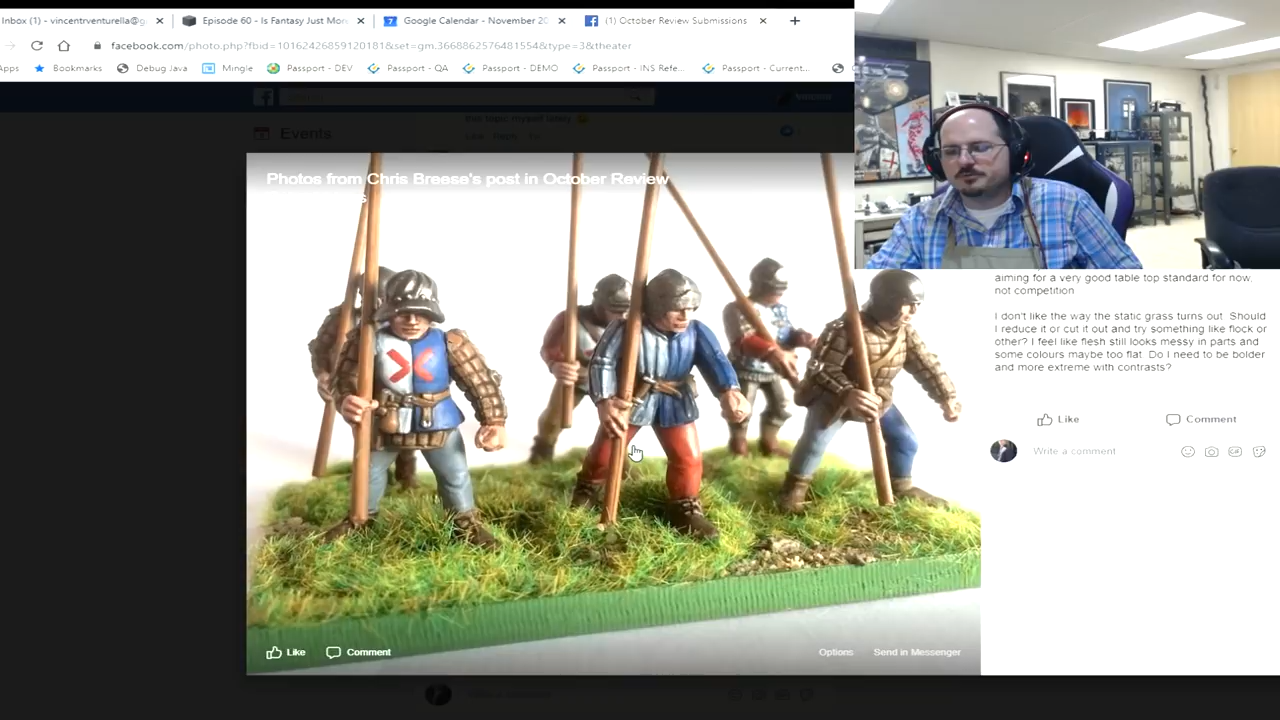 Inbox (1) - vincentrventurella@g
Episode 60 - Is Fantasy Just More
Google Calendar - November 20
(1) October Review Submissions
facebook.com/photo.php?fbid=10162426859120181&set=gm.366886257648155​4&type=3&theater
Apps
Bookmarks
Debug Java
Mingle
Passport - DEV
Passport - QA
Passport - DEMO
Passport - INS Refe...
Passport - Current...
Events
Photos from Chris Breese's post in October Review
s
aiming for a very good table top standard for now,
not competition
I don't like the way the static grass turns out. Should
I reduce it or cut it out and try something like flock or
other? I feel like flesh still looks messy in parts and
some colours maybe too flat. Do I need to be bolder
and more extreme with contrasts?
Like
Comment
Write a comment
Like
Comment
Options
Send in Messenger